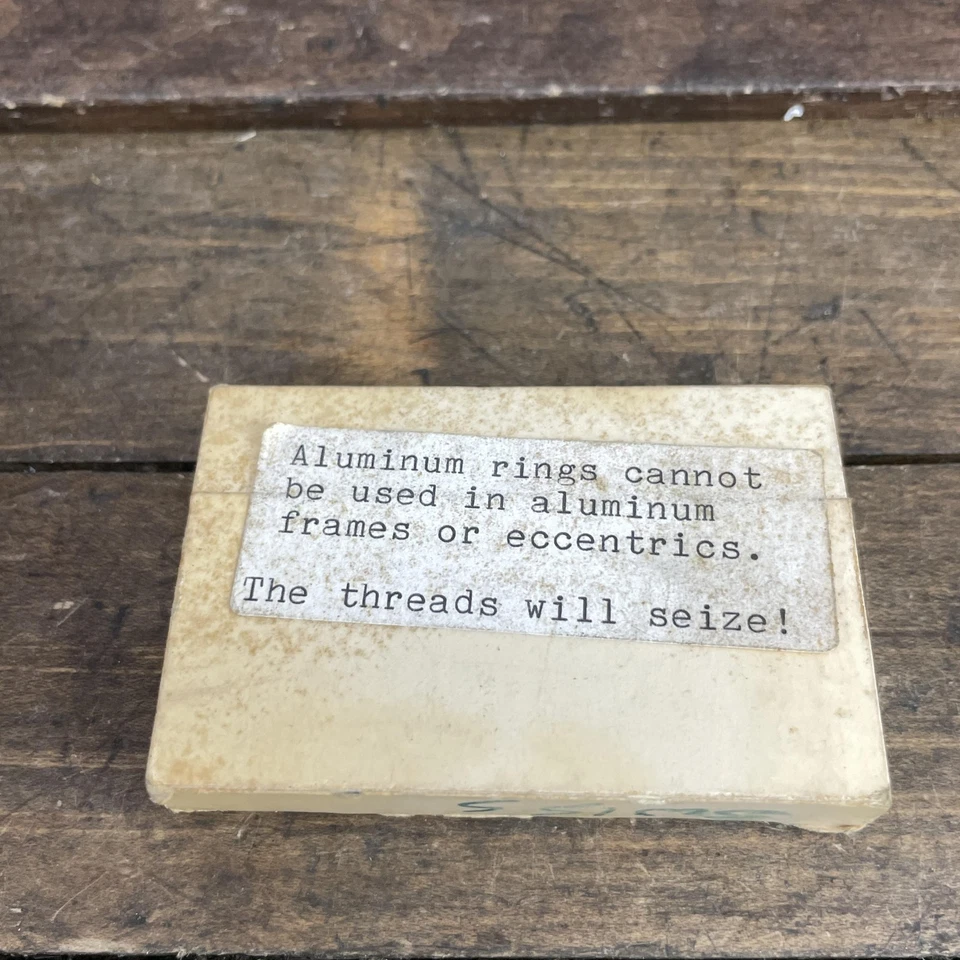 Aluminum rings cannot
be used in aluminum
frames or eccentrics.
The threads will seize!